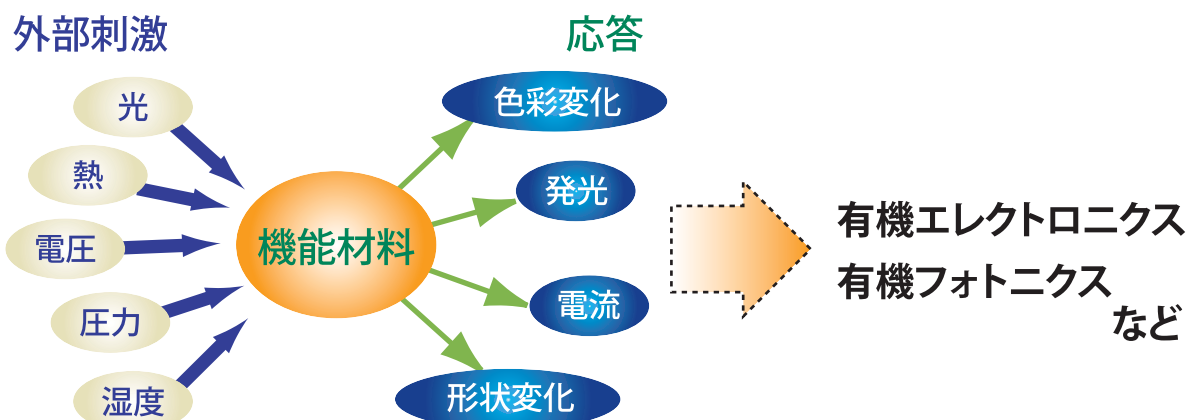 外部刺激
応答
光
熱
電圧
圧力
湿度
機能材料
色彩変化
発光
電流
形状変化
有機エレクトロニクス
有機フォトニクス
など